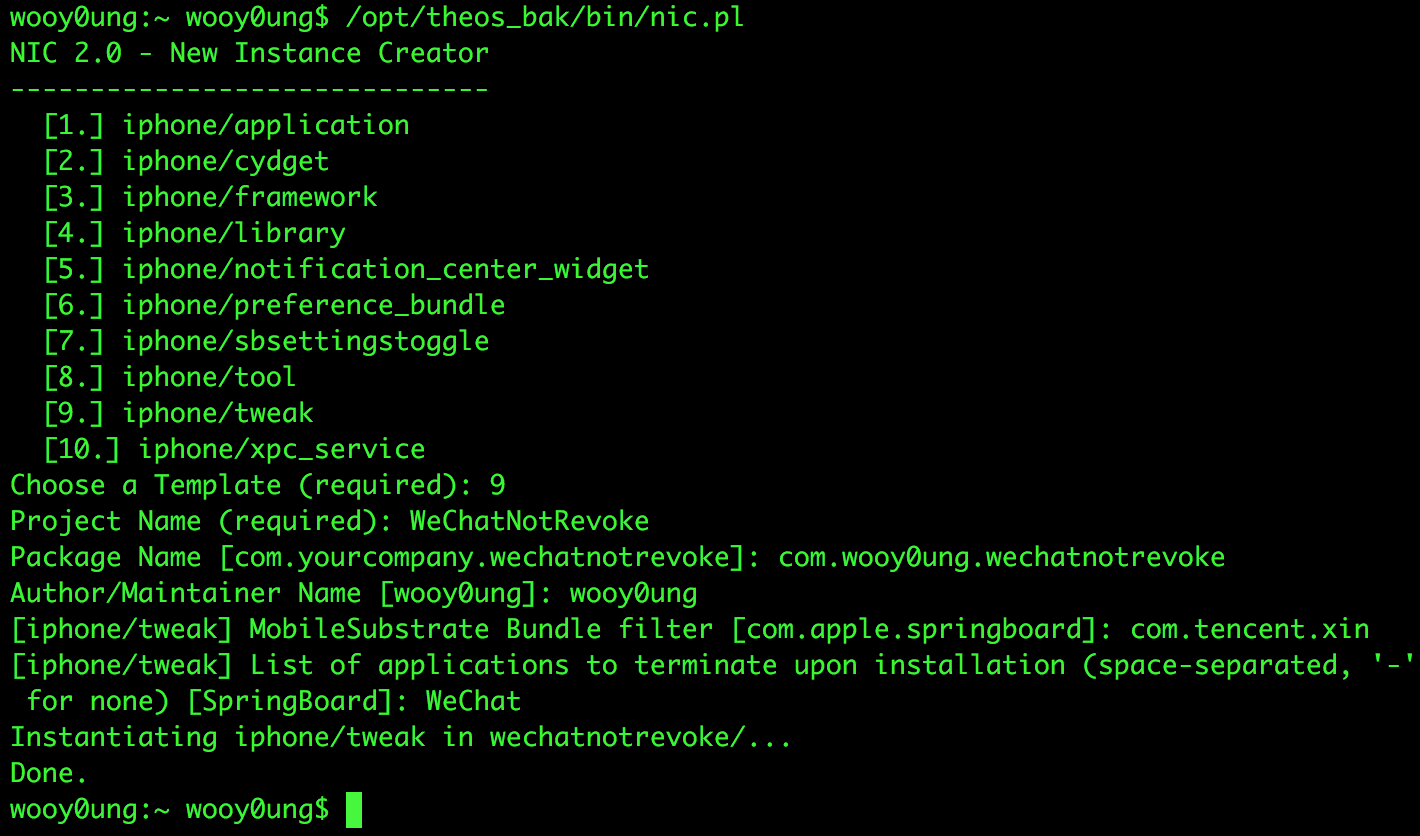 wooy0ung:~ wooy0ung$ /opt/theos_bak/bin/nic.pl
NIC 2.0 - New Instance Creator
------------------------------
  [1.] iphone/application
  [2.] iphone/cydget
  [3.] iphone/framework
  [4.] iphone/library
  [5.] iphone/notification_center_widget
  [6.] iphone/preference_bundle
  [7.] iphone/sbsettingstoggle
  [8.] iphone/tool
  [9.] iphone/tweak
  [10.] iphone/xpc_service
Choose a Template (required): 9
Project Name (required): WeChatNotRevoke
Package Name [com.yourcompany.wechatnotrevoke]: com.wooy0ung.wechatnotrevoke
Author/Maintainer Name [wooy0ung]: wooy0ung
[iphone/tweak] MobileSubstrate Bundle filter [com.apple.springboard]: com.tencent.xin
[iphone/tweak] List of applications to terminate upon installation (space-separated, '-'
 for none) [SpringBoard]: WeChat
Instantiating iphone/tweak in wechatnotrevoke/...
Done.
wooy0ung:~ wooy0ung$